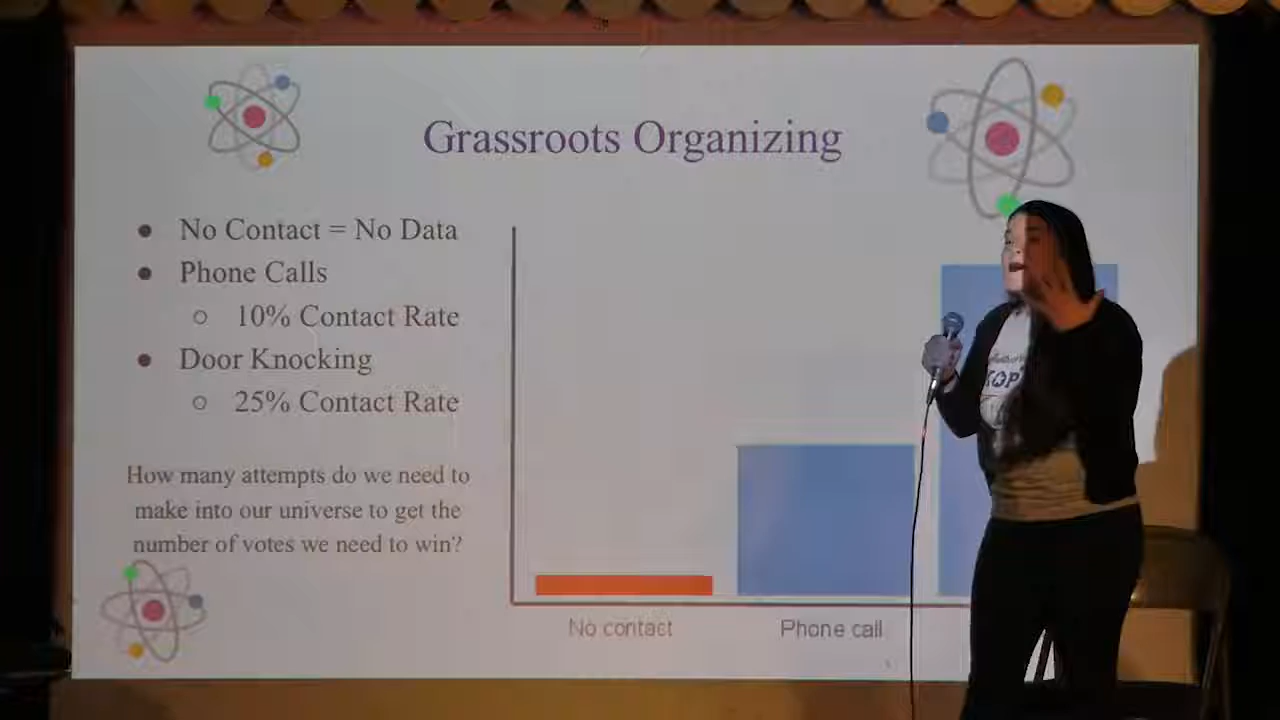 Grassroots Organizing
● No Contact = No Data
● Phone Calls
○ 10% Contact Rate
● Door Knocking
○ 25% Contact Rate
How many attempts do we need to
make into our universe to get the
number of votes we need to win?
No contact
Phone call